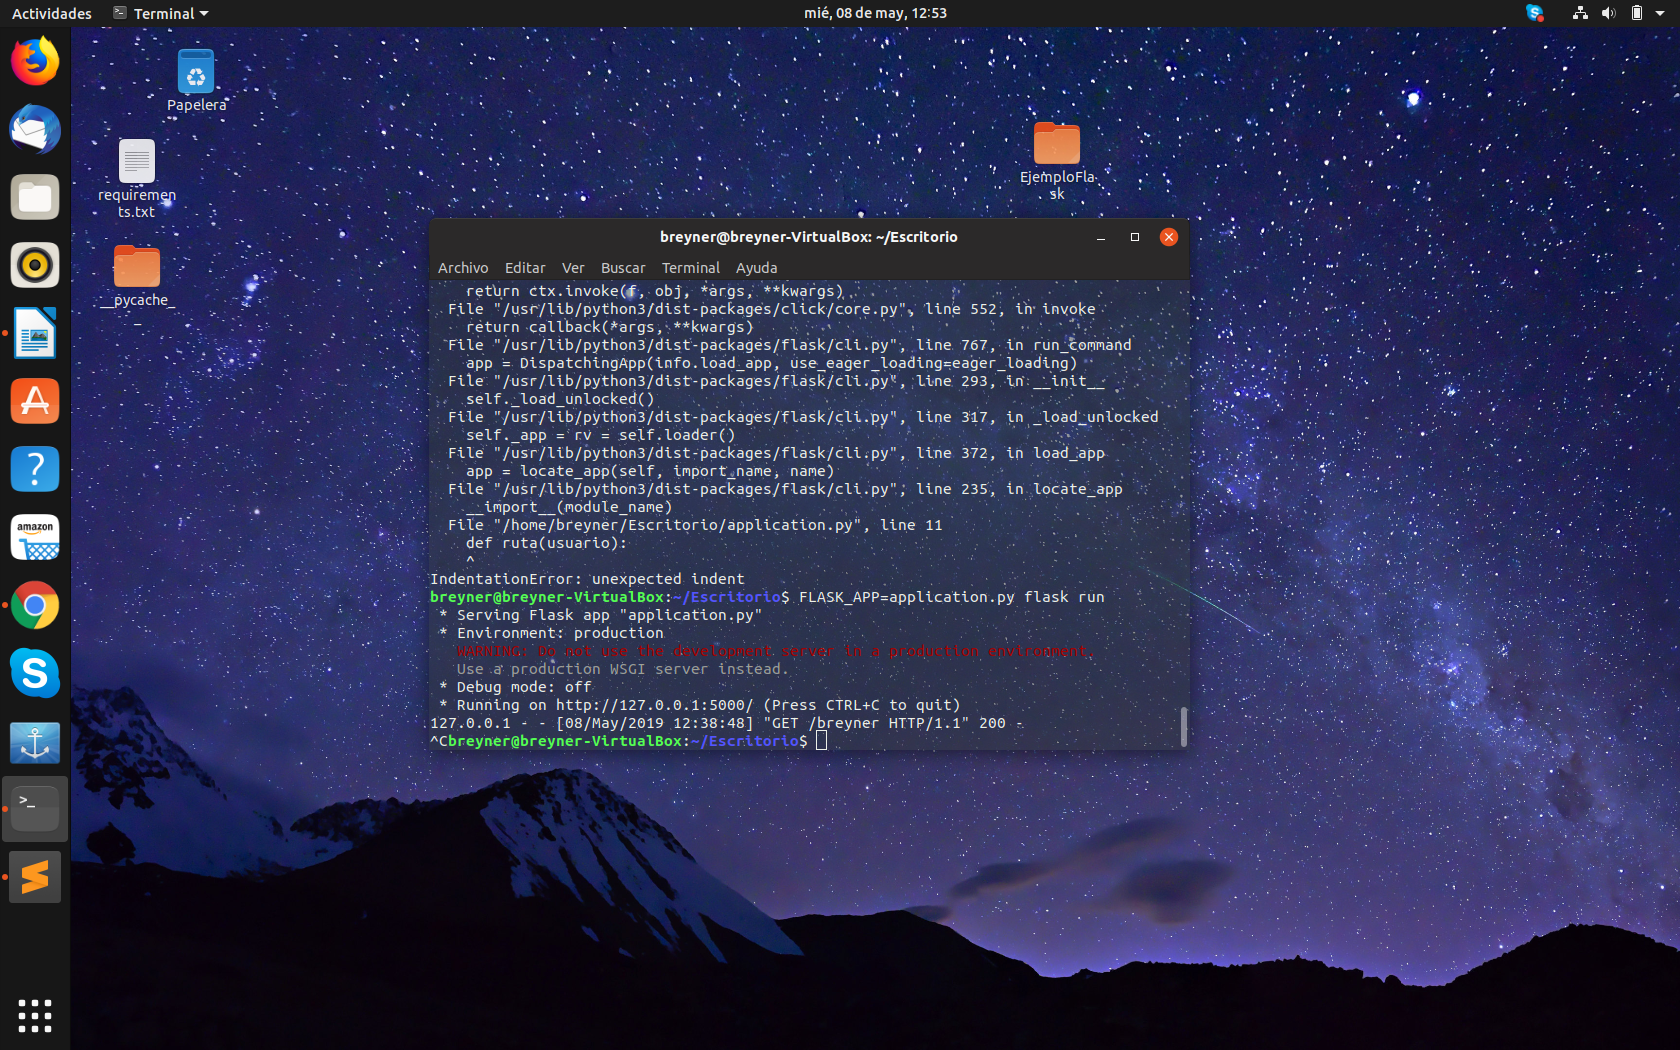 Actividades
Terminal
mié, 08 de may, 12:53
Papelera
requiremen
ts.txt
__pycache_
_
EjemploFla
sk
amazon
breyner@breyner-VirtualBox: ~/Escritorio
Archivo Editar Ver Buscar Terminal Ayuda
return ctx.invoke(f, obj, *args, **kwargs)
File "/usr/lib/python3/dist-packages/click/core.py", line 552, in invoke
return callback(*args, **kwargs)
File "/usr/lib/python3/dist-packages/flask/cli.py", line 767, in run_command
app = DispatchingApp(info.load_app, use_eager_loading=eager_loading)
File "/usr/lib/python3/dist-packages/flask/cli.py", line 293, in __init__
self._load_unlocked()
File "/usr/lib/python3/dist-packages/flask/cli.py", line 317, in _load_unlocked
self._app = rv = self.loader()
File "/usr/lib/python3/dist-packages/flask/cli.py", line 372, in load_app
app = locate_app(self, import_name, name)
File "/usr/lib/python3/dist-packages/flask/cli.py", line 235, in locate_app
__import__(module_name)
File "/home/breyner/Escritorio/application.py", line 11
def ruta(usuario):
^
IndentationError: unexpected indent
breyner@breyner-VirtualBox:~/Escritorio$ FLASK_APP=application.py flask run
* Serving Flask app "application.py"
* Environment: production
WARNING: Do not use the development server in a production environment.
Use a production WSGI server instead.
* Debug mode: off
* Running on http://127.0.0.1:5000/ (Press CTRL+C to quit)
127.0.0.1 - - [08/May/2019 12:38:48] "GET /breyner HTTP/1.1" 200 -
^Cbreyner@breyner-VirtualBox:~/Escritorio$